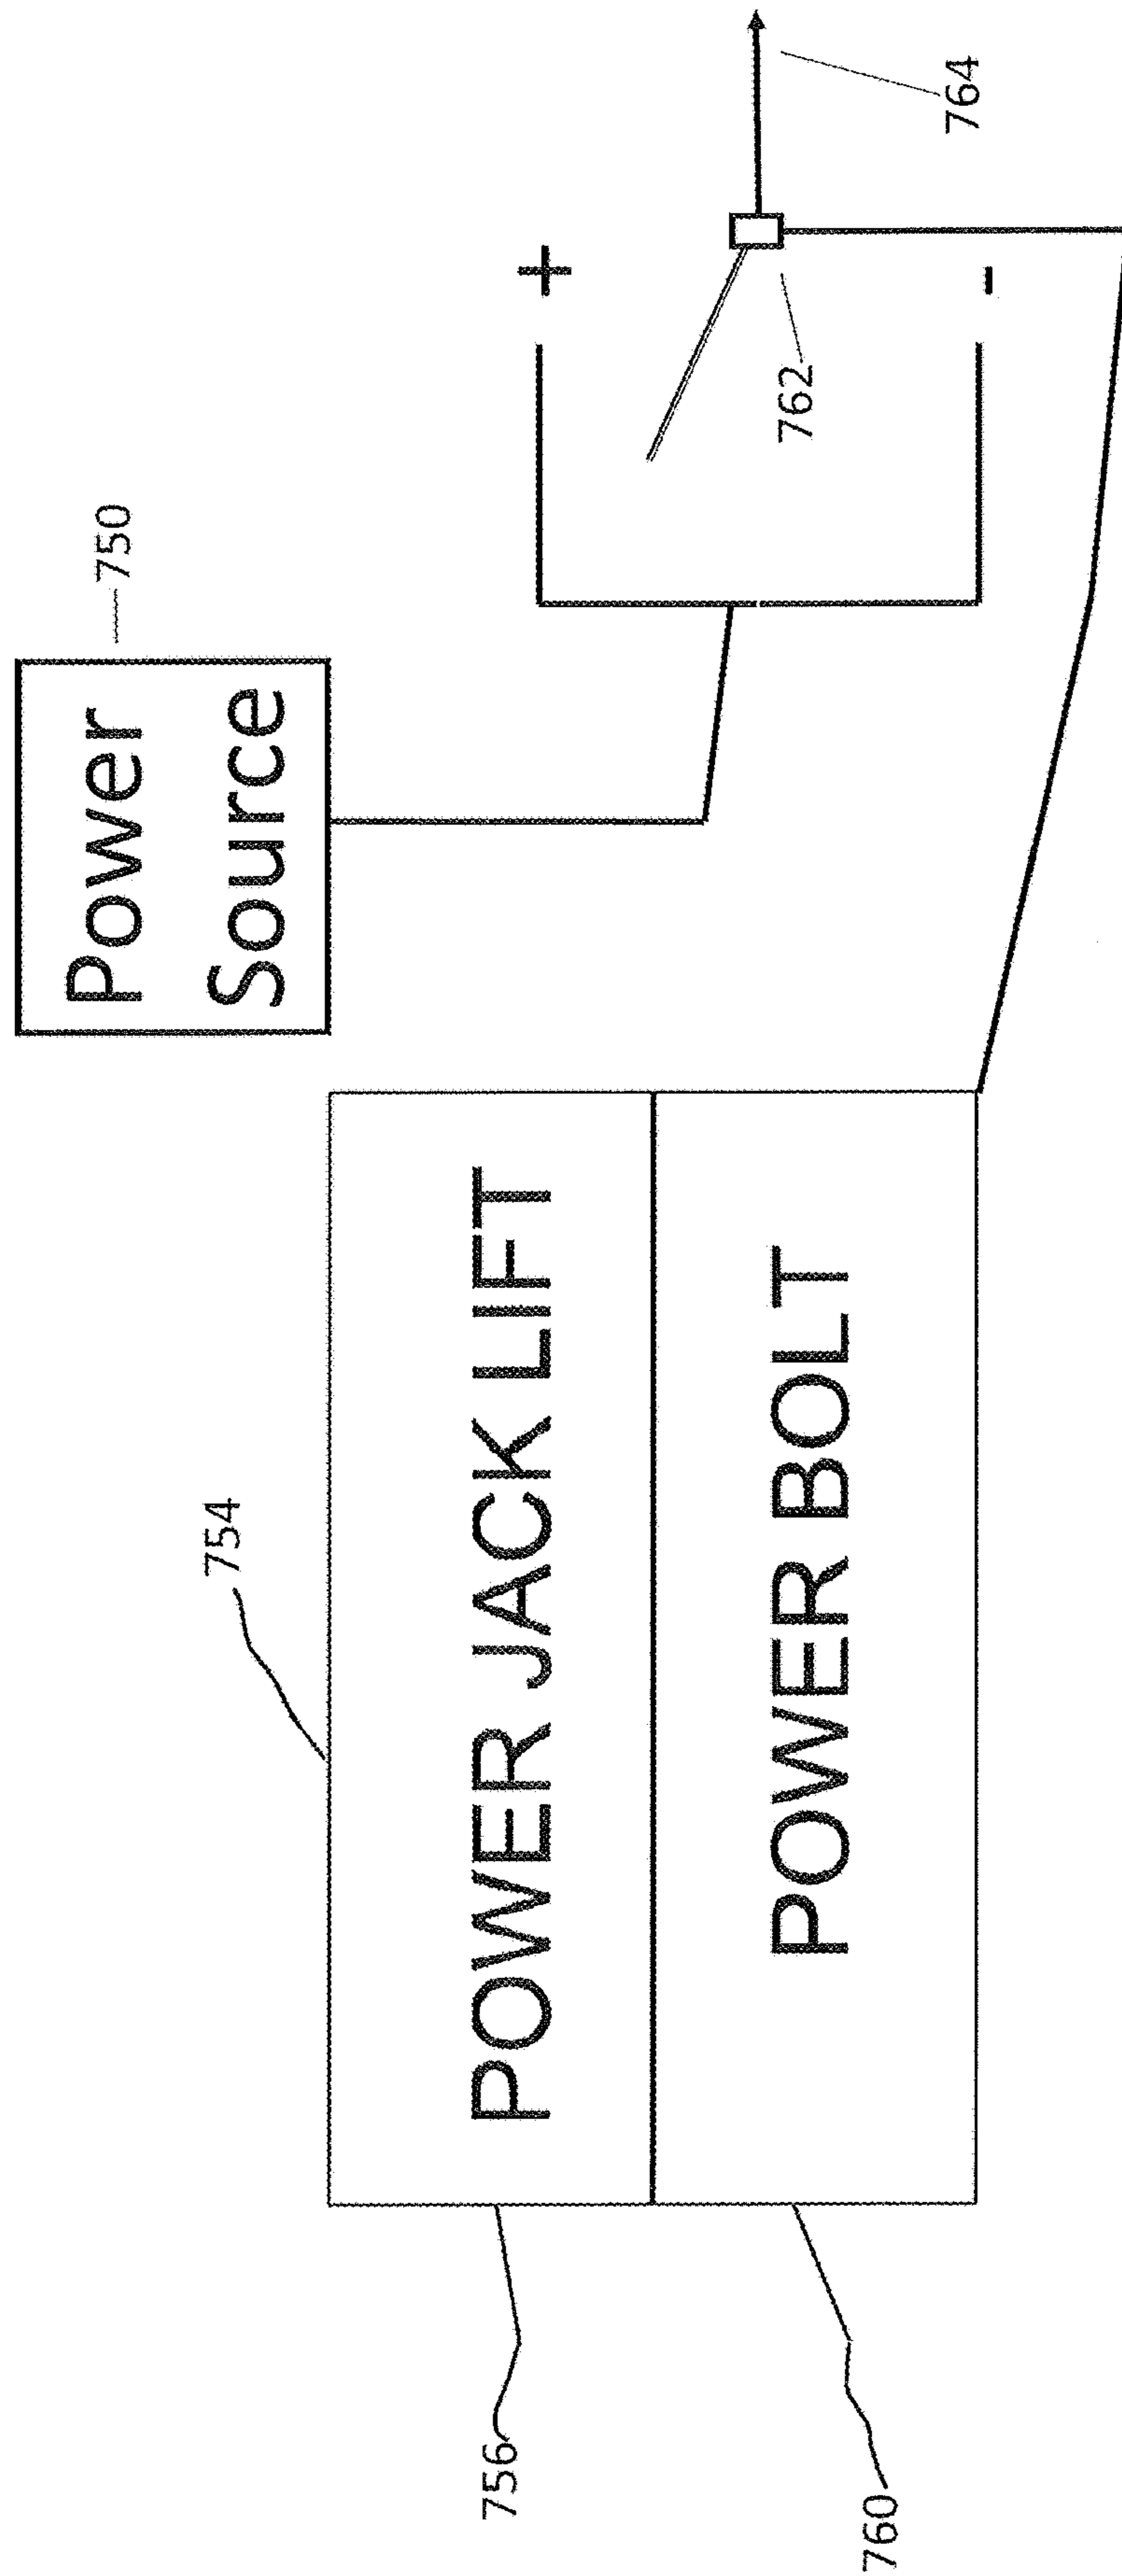 Power
Source
750
754
POWER JACK LIFT
756
POWER BOLT
760
+
-
762
764